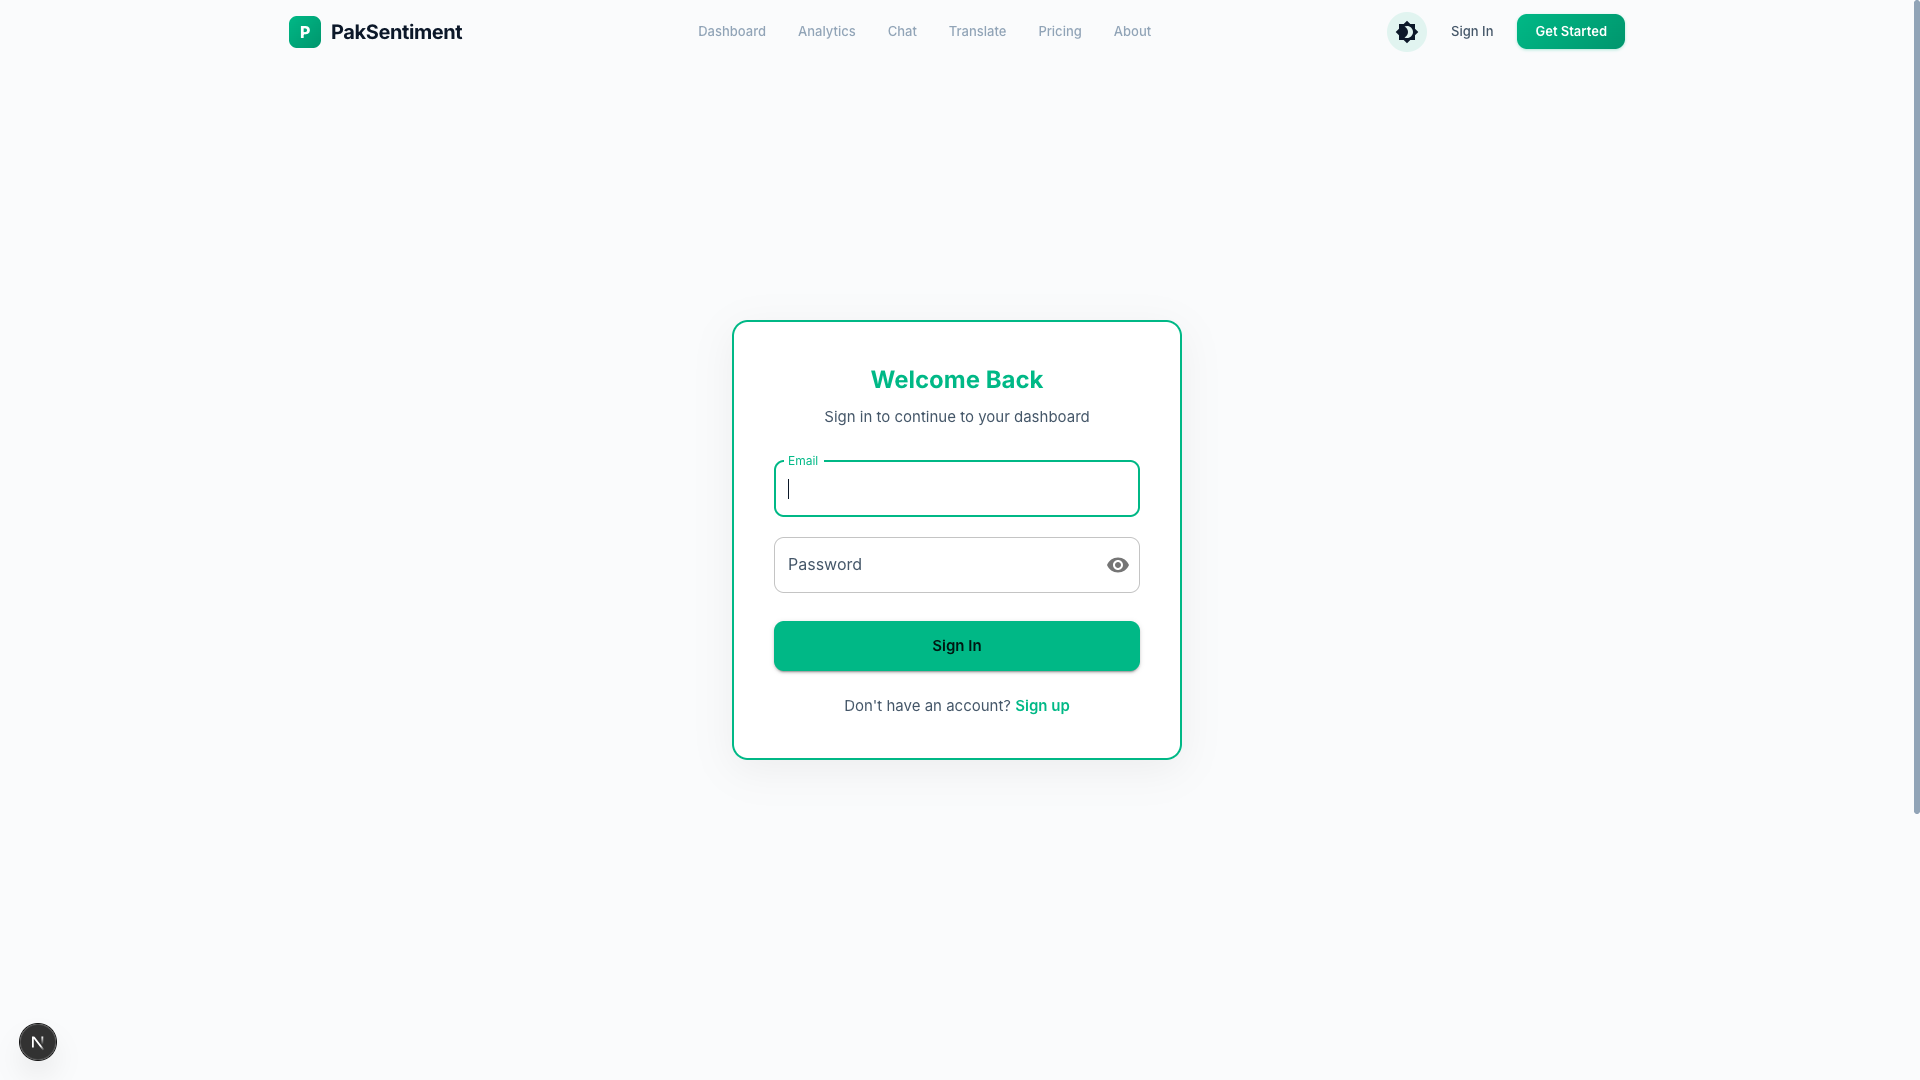 P PakSentiment Dashboard Analytics Chat Translate Pricing About Sign In Get Started
Welcome Back
Sign in to continue to your dashboard
Email
Password
Sign In
Don't have an account? Sign up
N